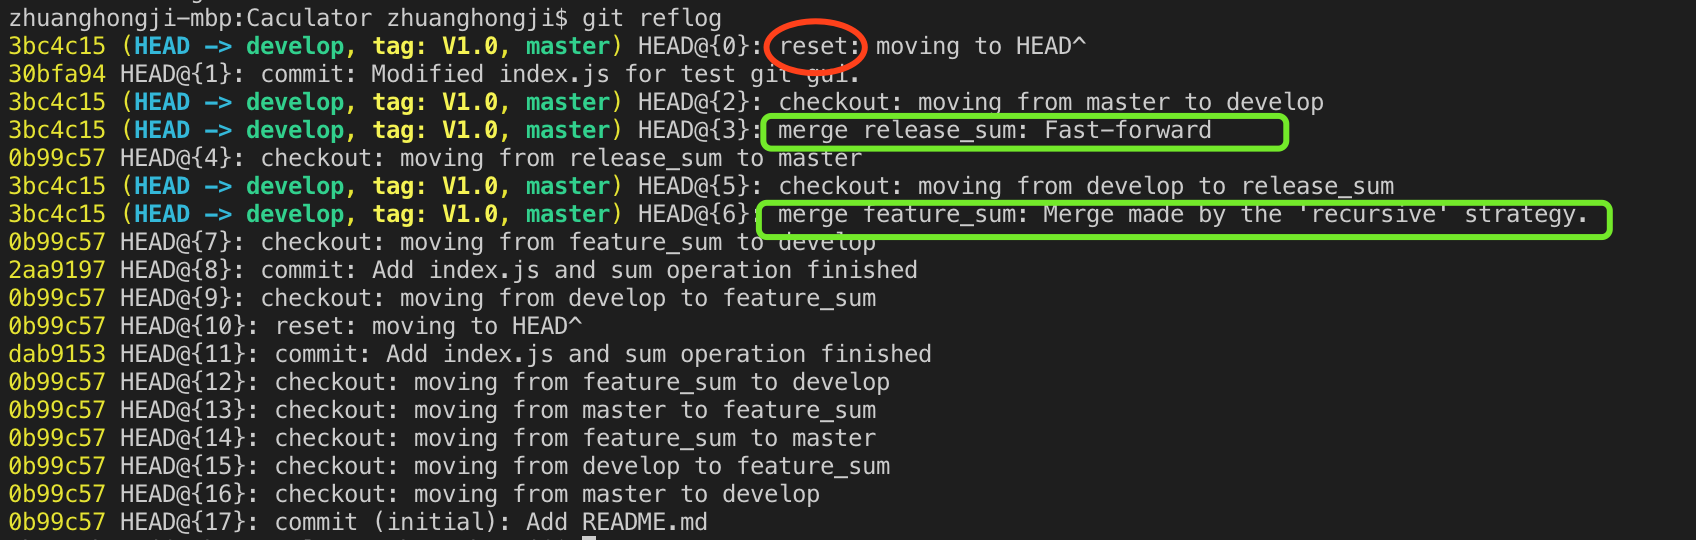 zhuanghongji-mbp:Caculator zhuanghongji$ git reflog
3bc4c15 (HEAD -> develop, tag: V1.0, master) HEAD@{0}: reset: moving to HEAD^
30bfa94 HEAD@{1}: commit: Modified index.js for test git gui.
3bc4c15 (HEAD -> develop, tag: V1.0, master) HEAD@{2}: checkout: moving from master to develop
3bc4c15 (HEAD -> develop, tag: V1.0, master) HEAD@{3}: merge release_sum: Fast-forward
0b99c57 HEAD@{4}: checkout: moving from release_sum to master
3bc4c15 (HEAD -> develop, tag: V1.0, master) HEAD@{5}: checkout: moving from develop to release_sum
3bc4c15 (HEAD -> develop, tag: V1.0, master) HEAD@{6}: merge feature_sum: Merge made by the 'recursive' strategy.
0b99c57 HEAD@{7}: checkout: moving from feature_sum to develop
2aa9197 HEAD@{8}: commit: Add index.js and sum operation finished
0b99c57 HEAD@{9}: checkout: moving from develop to feature_sum
0b99c57 HEAD@{10}: reset: moving to HEAD^
dab9153 HEAD@{11}: commit: Add index.js and sum operation finished
0b99c57 HEAD@{12}: checkout: moving from feature_sum to develop
0b99c57 HEAD@{13}: checkout: moving from master to feature_sum
0b99c57 HEAD@{14}: checkout: moving from feature_sum to master
0b99c57 HEAD@{15}: checkout: moving from develop to feature_sum
0b99c57 HEAD@{16}: checkout: moving from master to develop
0b99c57 HEAD@{17}: commit (initial): Add README.md